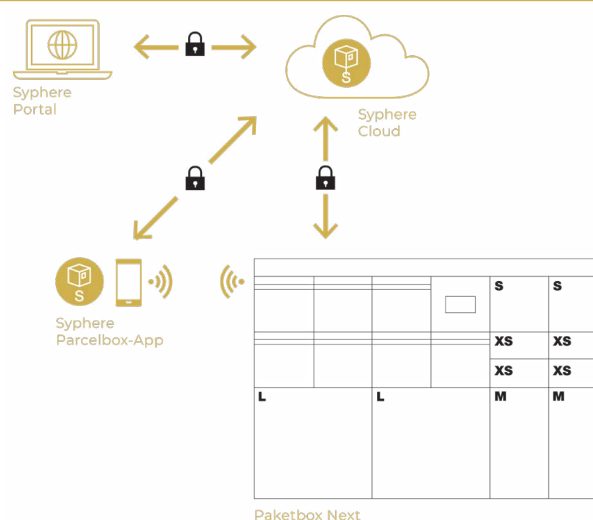 Syphere
Portal
S
Syphere
Cloud
S
Syphere
Parcelbox-App
S
S
XS
XS
XS
XS
L
L
M
M
Paketbox Next